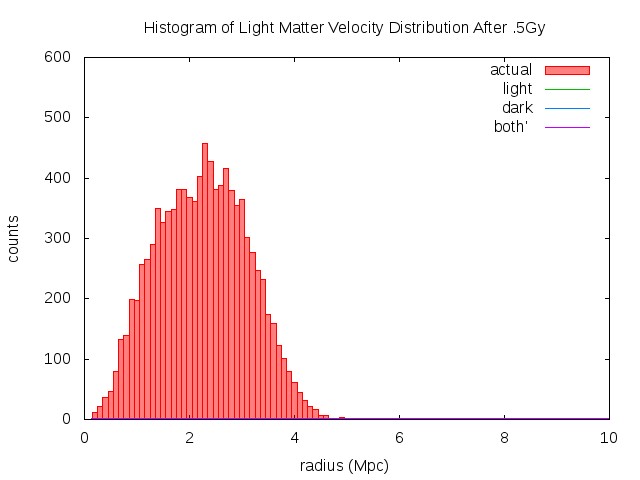 Histogram of Light Matter Velocity Distribution After .5Gy
600
500
400
300
200
100
0
counts
actual
light
dark
both'
0 2 4 6 8 10
radius (Mpc)